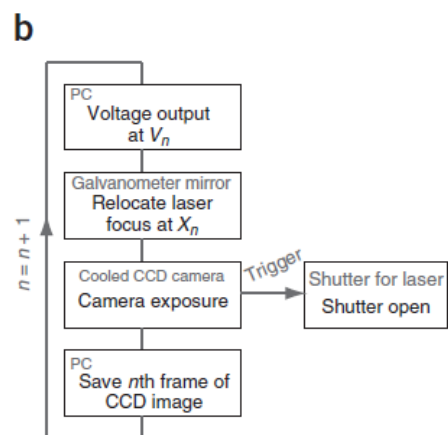 b
PC
Voltage output
at Vₙ
Galvanometer mirror
Relocate laser
focus at Xₙ
n = n + 1
Cooled CCD camera
Camera exposure
Trigger
Shutter for laser
Shutter open
PC
Save nth frame of
CCD image